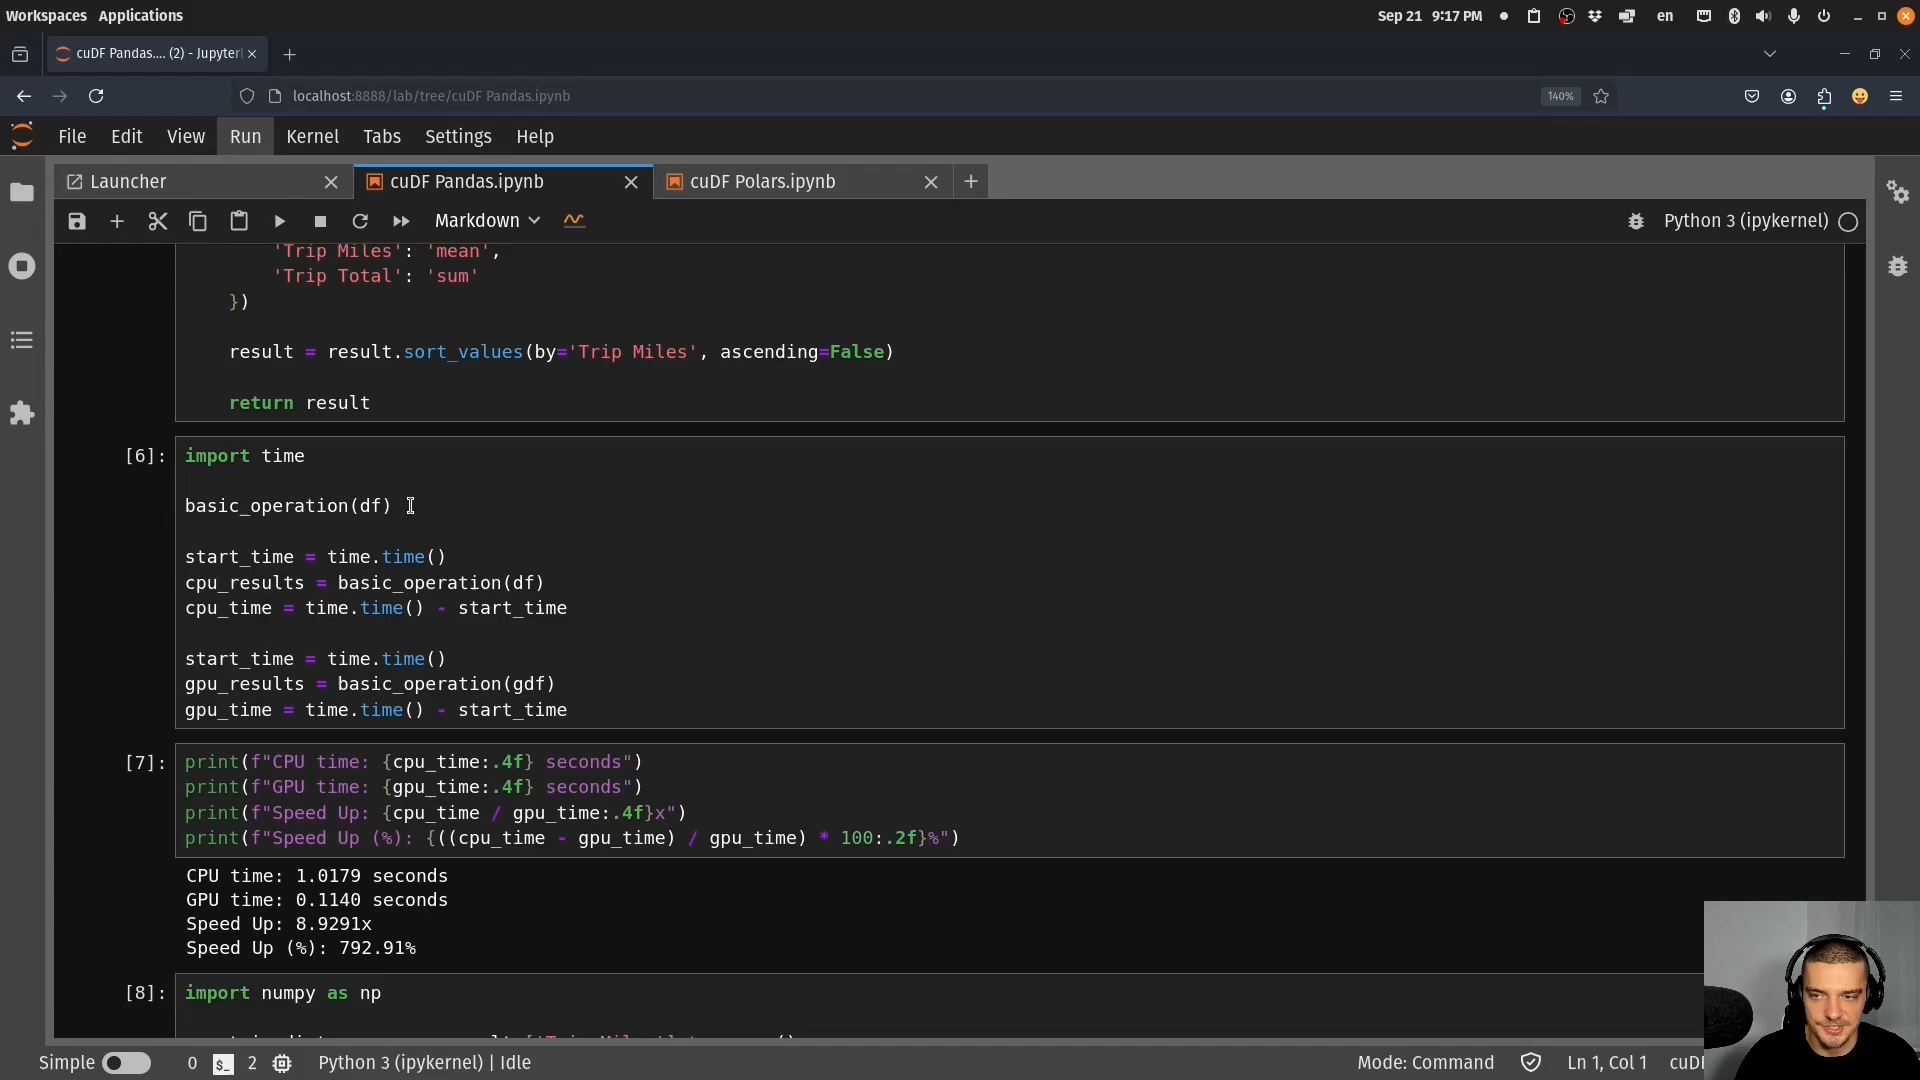 Workspaces Applications Sep 21 9:17 PM en
cuDF Pandas.... (2) - Jupyter
localhost:8888/lab/tree/cuDF Pandas.ipynb 140%
File Edit View Run Kernel Tabs Settings Help
Launcher cuDF Pandas.ipynb cuDF Polars.ipynb
Markdown Python 3 (ipykernel)
'Trip Miles': 'mean',
'Trip Total': 'sum'
})
result = result.sort_values(by='Trip Miles', ascending=False)
return result
[6]: import time
basic_operation(df)
start_time = time.time()
cpu_results = basic_operation(df)
cpu_time = time.time() - start_time
start_time = time.time()
gpu_results = basic_operation(gdf)
gpu_time = time.time() - start_time
[7]: print(f"CPU time: {cpu_time:.4f} seconds")
print(f"GPU time: {gpu_time:.4f} seconds")
print(f"Speed Up: {cpu_time / gpu_time:.4f}x")
print(f"Speed Up (%): {((cpu_time - gpu_time) / gpu_time) * 100:.2f}%")
CPU time: 1.0179 seconds
GPU time: 0.1140 seconds
Speed Up: 8.9291x
Speed Up (%): 792.91%
[8]: import numpy as np
Simple 0 $_ 2 Python 3 (ipykernel) | Idle Mode: Command Ln 1, Col 1